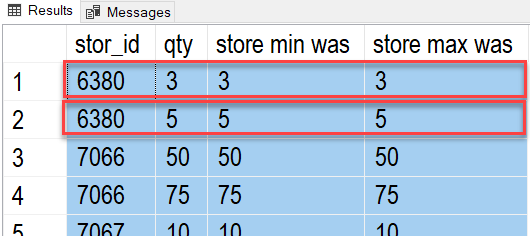 Results Messages
stor_id qty store min was store max was
1 6380 3 3 3
2 6380 5 5 5
3 7066 50 50 50
4 7066 75 75 75
5 7067 10 10 10